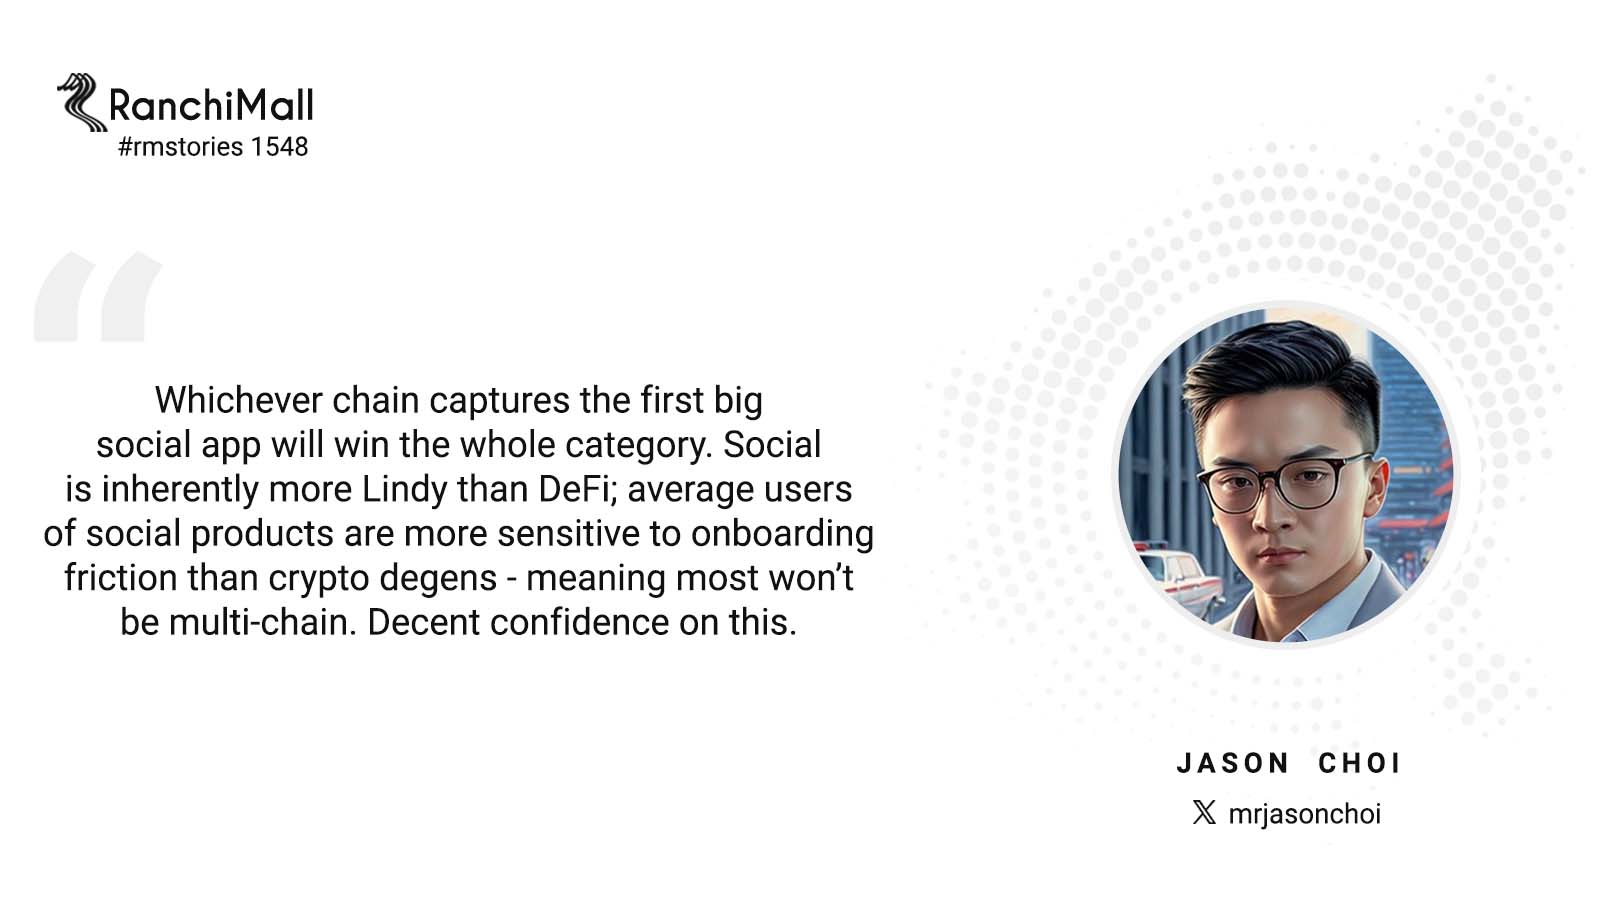 RanchiMall
#rmstories 1548
“
Whichever chain captures the first big
social app will win the whole category. Social
is inherently more Lindy than DeFi; average users
of social products are more sensitive to onboarding
friction than crypto degens - meaning most won’t
be multi-chain. Decent confidence on this.
JASON CHOI
𝕏 mrjasonchoi